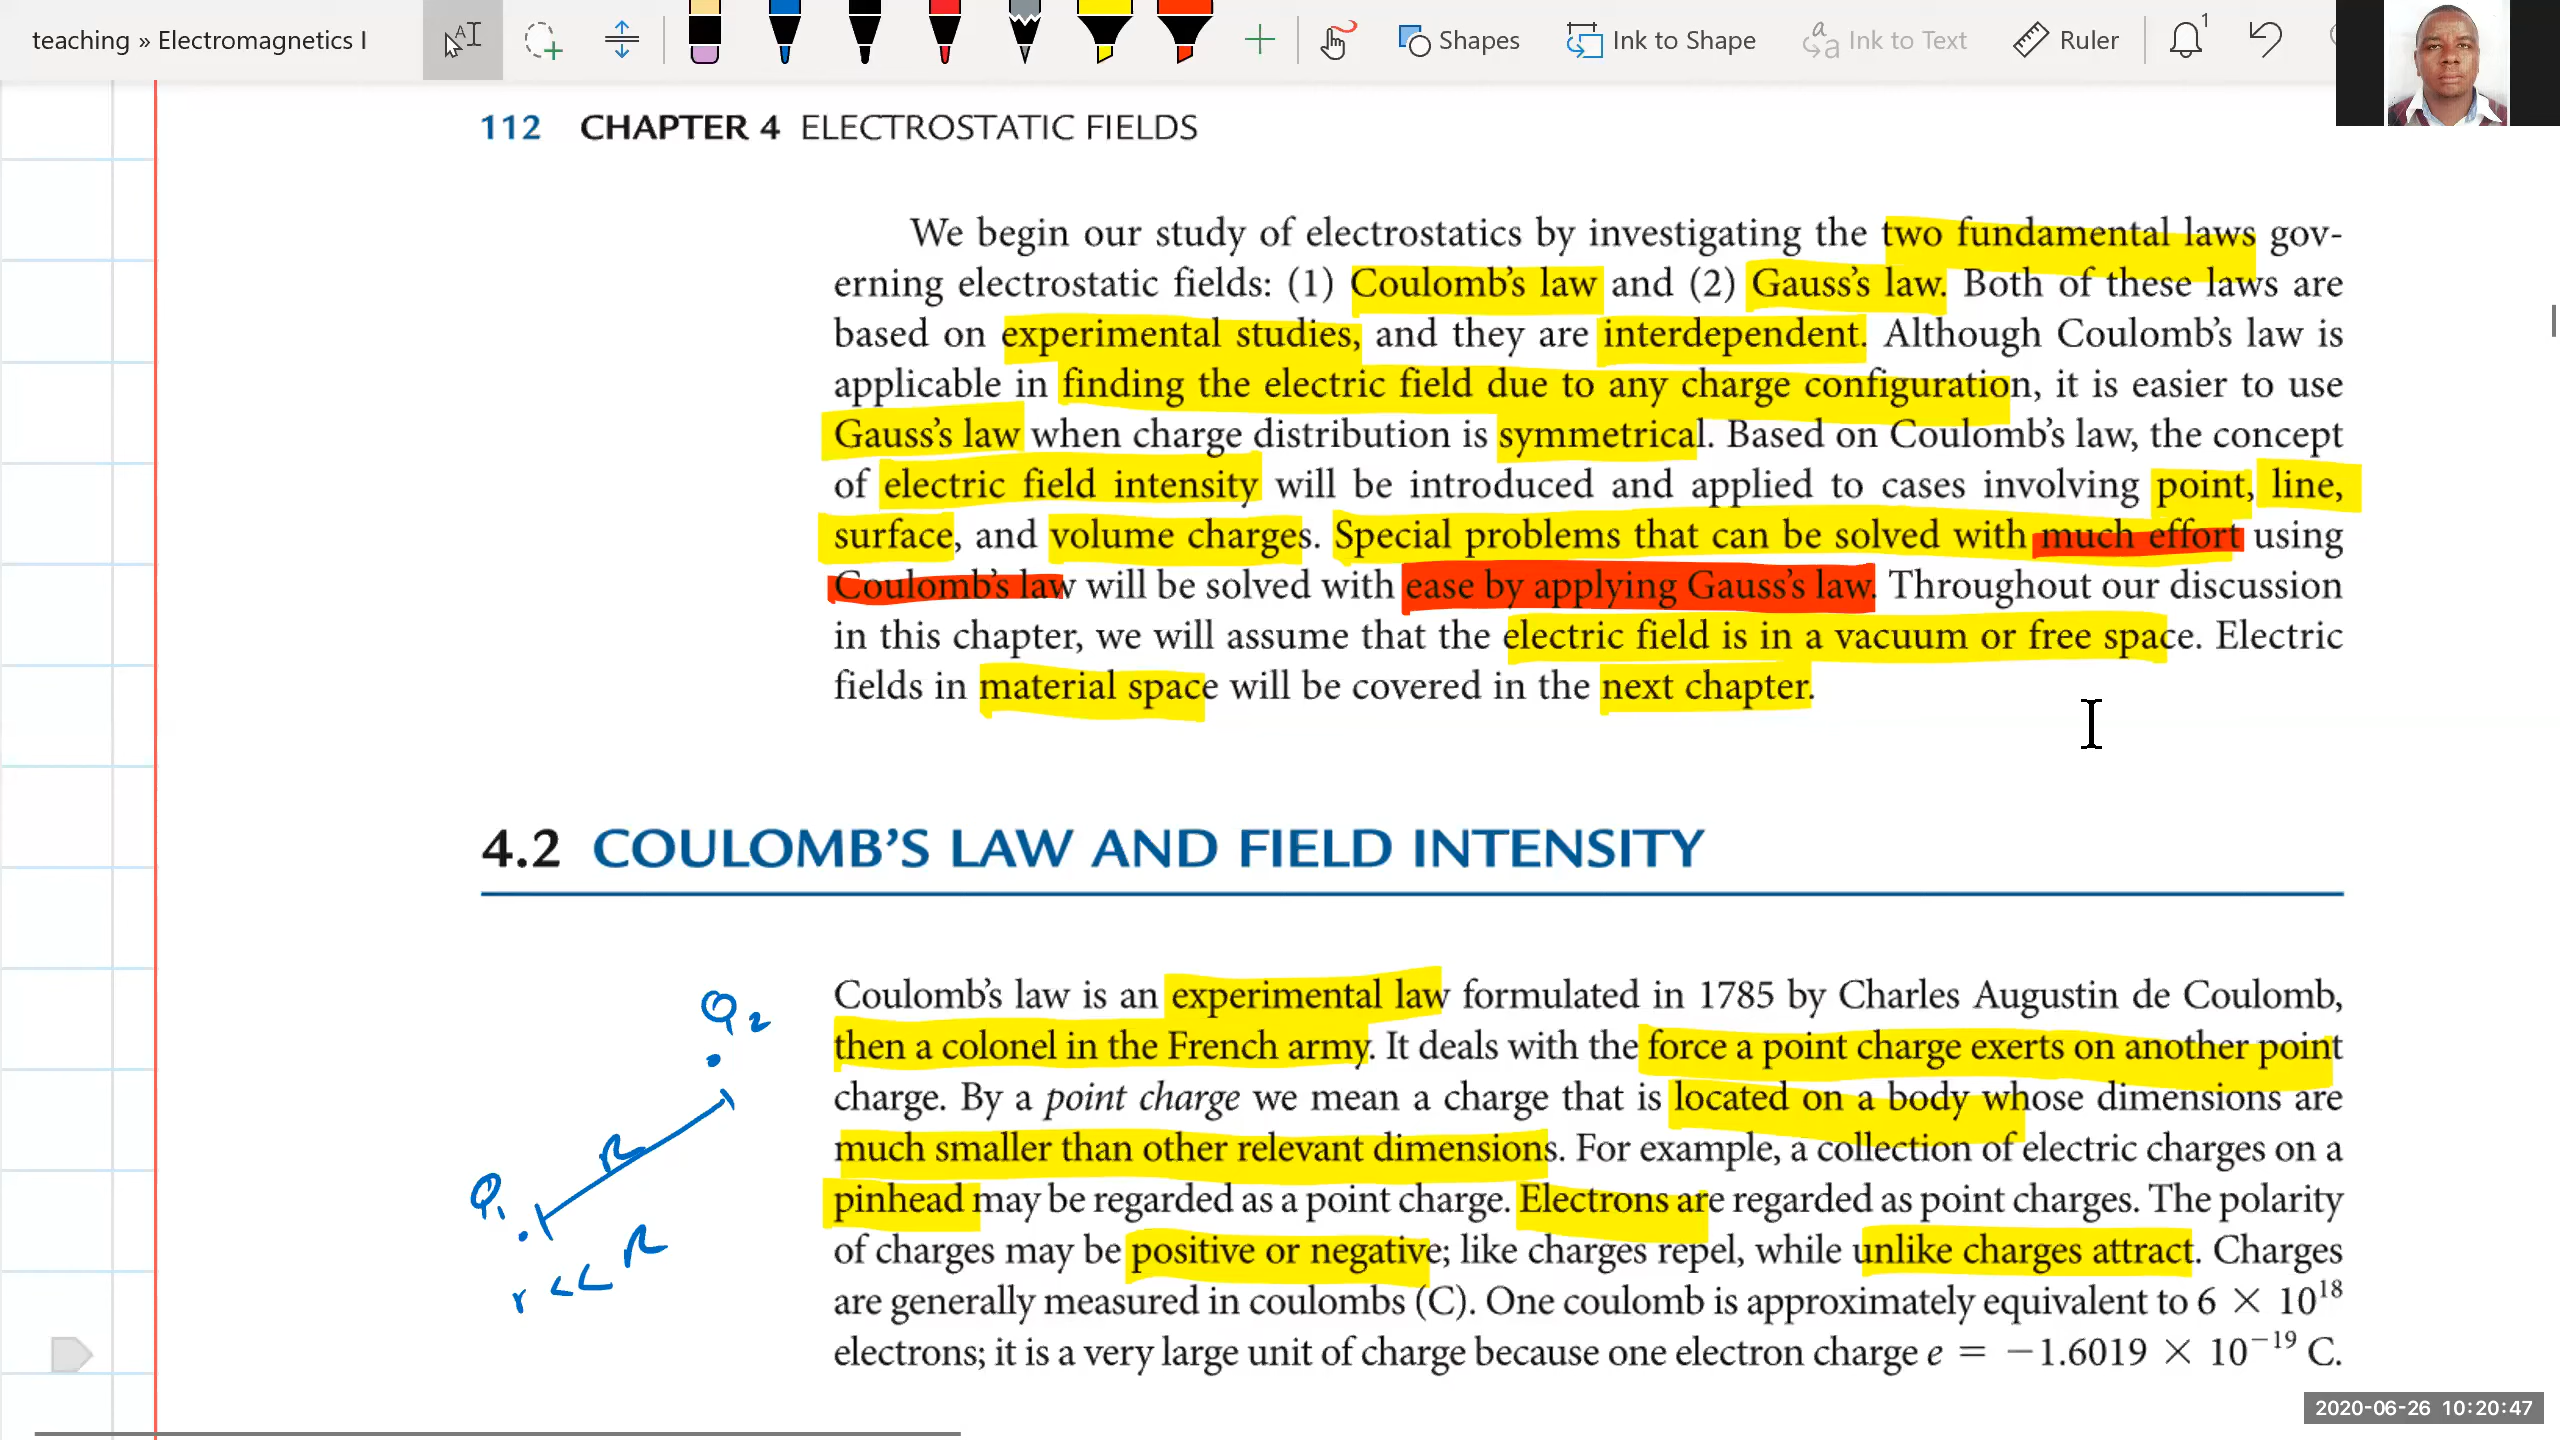 teaching » Electromagnetics I
Shapes
Ink to Shape
Ink to Text
Ruler
1
112 CHAPTER 4 ELECTROSTATIC FIELDS
We begin our study of electrostatics by investigating the two fundamental laws gov-
erning electrostatic fields: (1) Coulomb’s law and (2) Gauss’s law. Both of these laws are
based on experimental studies, and they are interdependent. Although Coulomb’s law is
applicable in finding the electric field due to any charge configuration, it is easier to use
Gauss’s law when charge distribution is symmetrical. Based on Coulomb’s law, the concept
of electric field intensity will be introduced and applied to cases involving point, line,
surface, and volume charges. Special problems that can be solved with much effort using
Coulomb’s law will be solved with ease by applying Gauss’s law. Throughout our discussion
in this chapter, we will assume that the electric field is in a vacuum or free space. Electric
fields in material space will be covered in the next chapter.
4.2 COULOMB’S LAW AND FIELD INTENSITY
Coulomb’s law is an experimental law formulated in 1785 by Charles Augustin de Coulomb,
then a colonel in the French army. It deals with the force a point charge exerts on another point
charge. By a point charge we mean a charge that is located on a body whose dimensions are
much smaller than other relevant dimensions. For example, a collection of electric charges on a
pinhead may be regarded as a point charge. Electrons are regarded as point charges. The polarity
of charges may be positive or negative; like charges repel, while unlike charges attract. Charges
are generally measured in coulombs (C). One coulomb is approximately equivalent to 6 × 10¹⁸
electrons; it is a very large unit of charge because one electron charge e = −1.6019 × 10⁻¹⁹ C.
Q₂
R
Q₁
r << R
2020-06-26 10:20:47